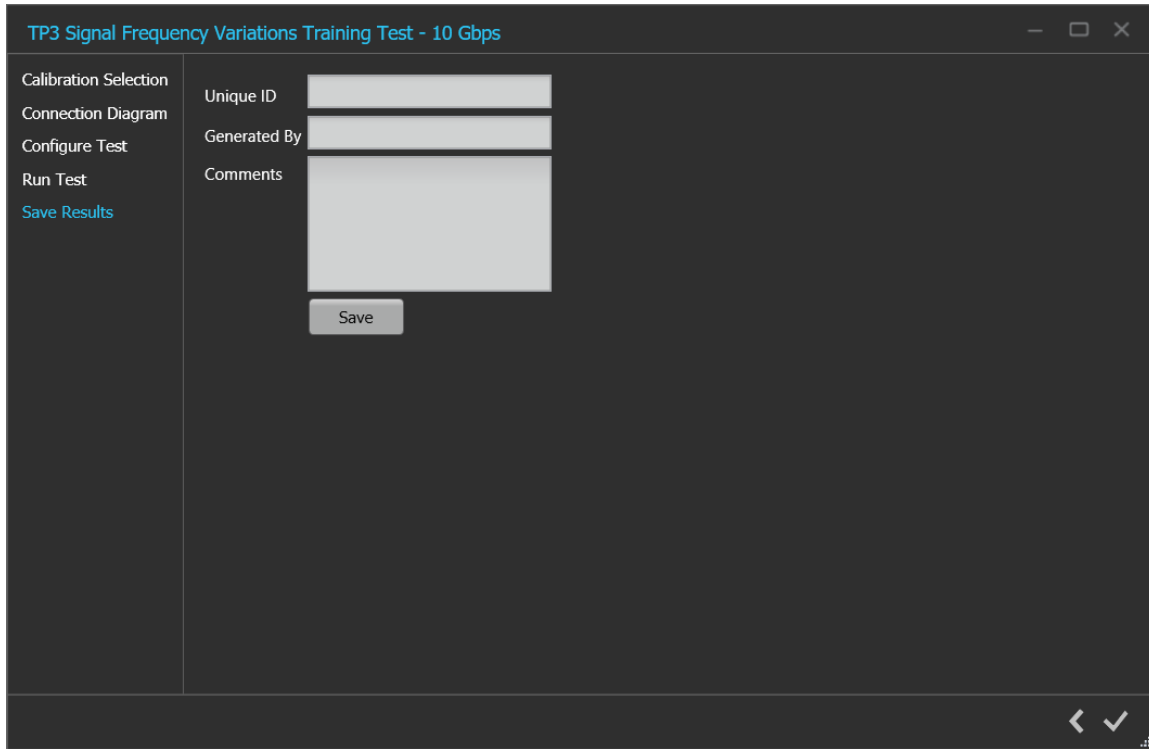 TP3 Signal Frequency Variations Training Test - 10 Gbps
Calibration Selection
Connection Diagram
Configure Test
Run Test
Save Results
Unique ID
Generated By
Comments
Save